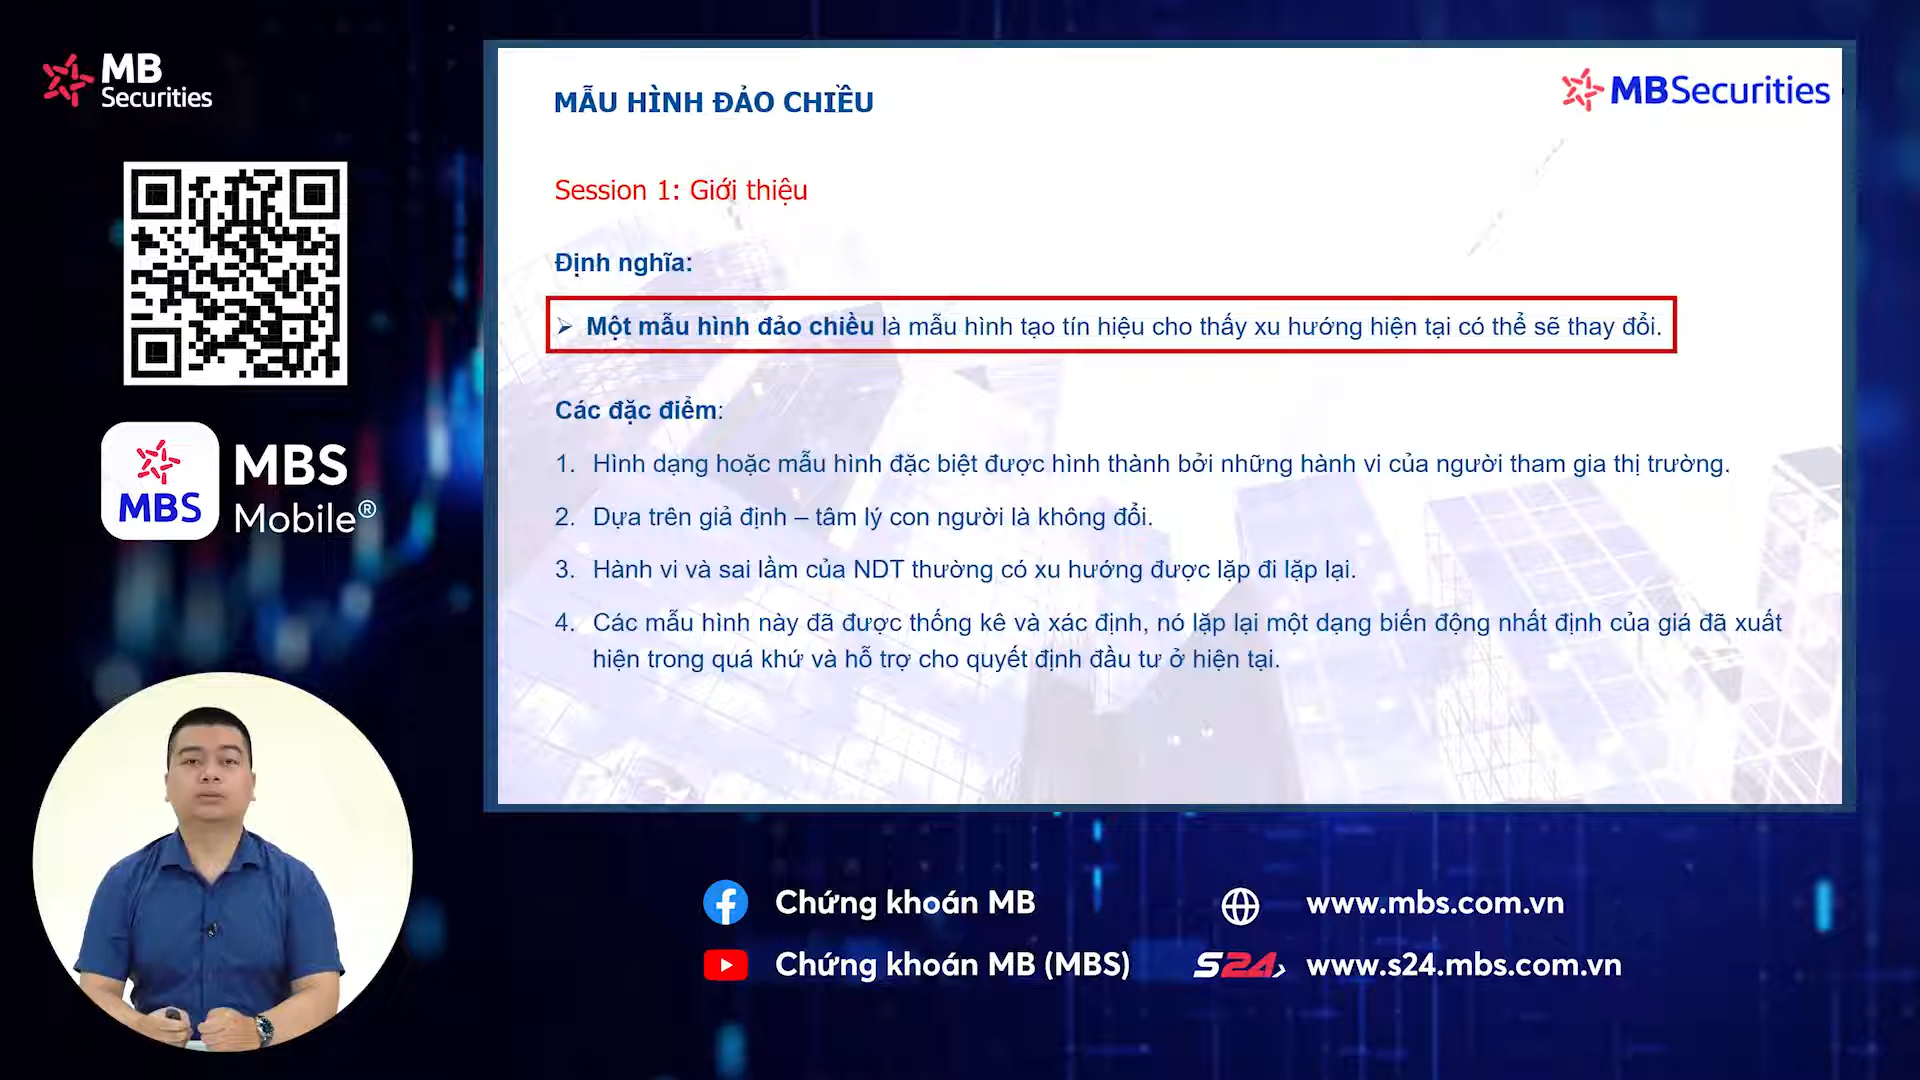 MB
Securities
MBS
MBS
Mobile®
MẪU HÌNH ĐẢO CHIỀU
MBSecurities
Session 1: Giới thiệu
Định nghĩa:
➢ Một mẫu hình đảo chiều là mẫu hình tạo tín hiệu cho thấy xu hướng hiện tại có thể sẽ thay đổi.
Các đặc điểm:
1. Hình dạng hoặc mẫu hình đặc biệt được hình thành bởi những hành vi của người tham gia thị trường.
2. Dựa trên giả định – tâm lý con người là không đổi.
3. Hành vi và sai lầm của NDT thường có xu hướng được lặp đi lặp lại.
4. Các mẫu hình này đã được thống kê và xác định, nó lặp lại một dạng biến động nhất định của giá đã xuất
hiện trong quá khứ và hỗ trợ cho quyết định đầu tư ở hiện tại.
Chứng khoán MB
www.mbs.com.vn
Chứng khoán MB (MBS)
S24
www.s24.mbs.com.vn